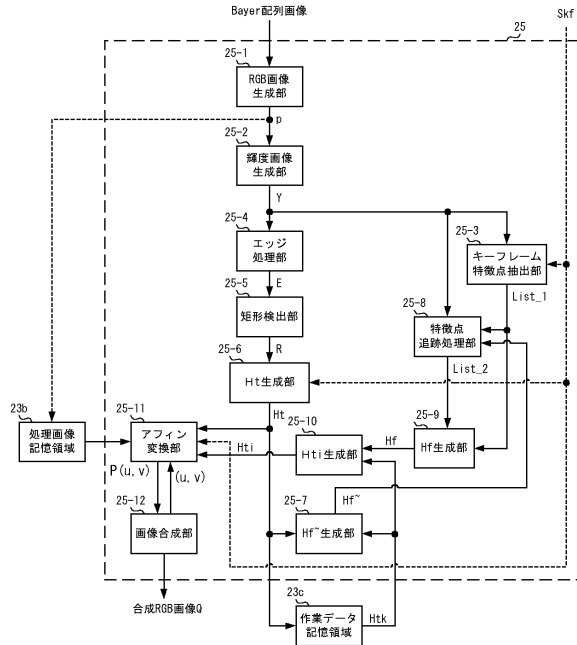 Bayer配列画像
Skf
25
25-1
RGB画像
生成部
p
25-2
輝度画像
生成部
Y
25-4
エッジ
処理部
25-3
キーフレーム
特徴点抽出部
E
List_1
25-5
矩形検出部
25-8
特徴点
追跡処理部
R
25-6
Ht生成部
List_2
Ht
23b
処理画像
記憶領域
25-11
アフィン
変換部
25-10
Hti生成部
25-9
Hf生成部
Hf
Hti
P(u,v)
(u,v)
25-12
画像合成部
25-7
Hf~生成部
Hf~
合成RGB画像Q
23c
作業データ
記憶領域
Htk